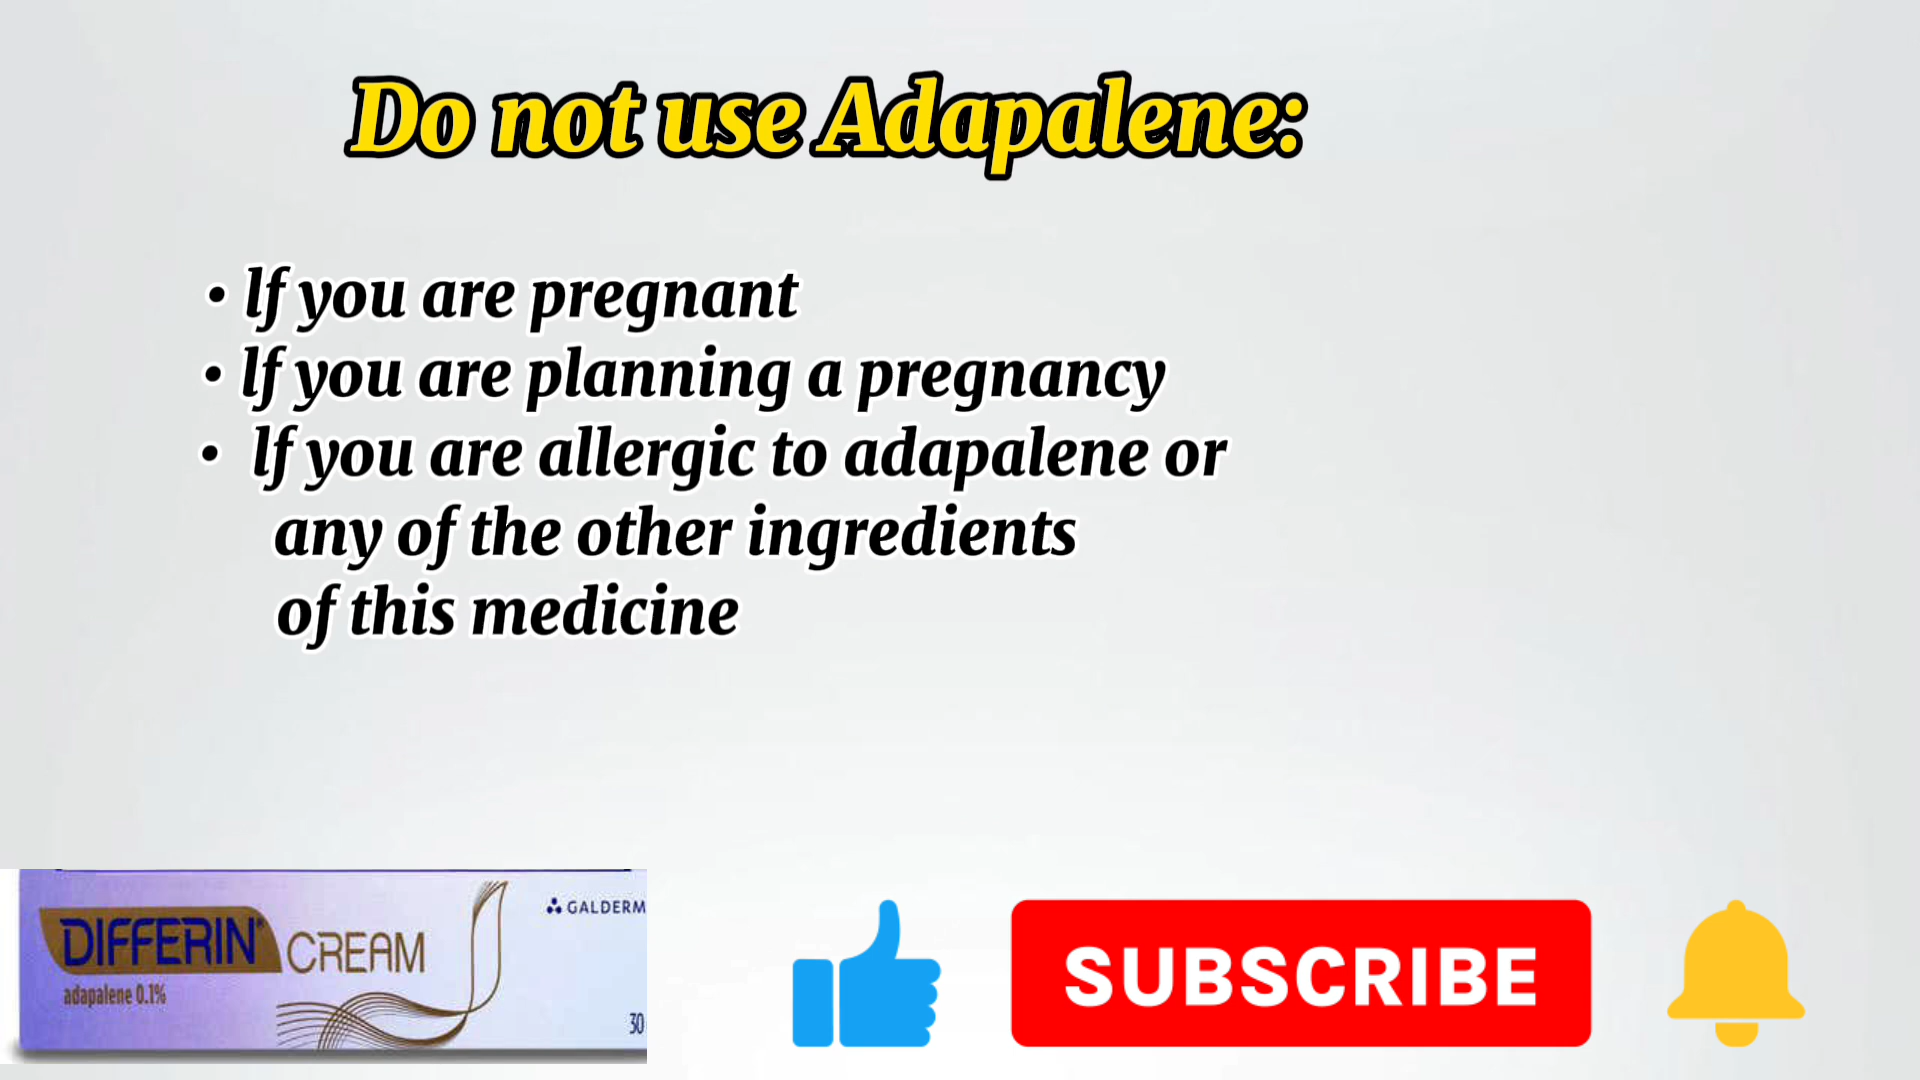 Do not use Adapalene:
• If you are pregnant
• If you are planning a pregnancy
• If you are allergic to adapalene or
any of the other ingredients
of this medicine
DIFFERIN® CREAM
GALDERM
adapalene 0.1%
30
SUBSCRIBE